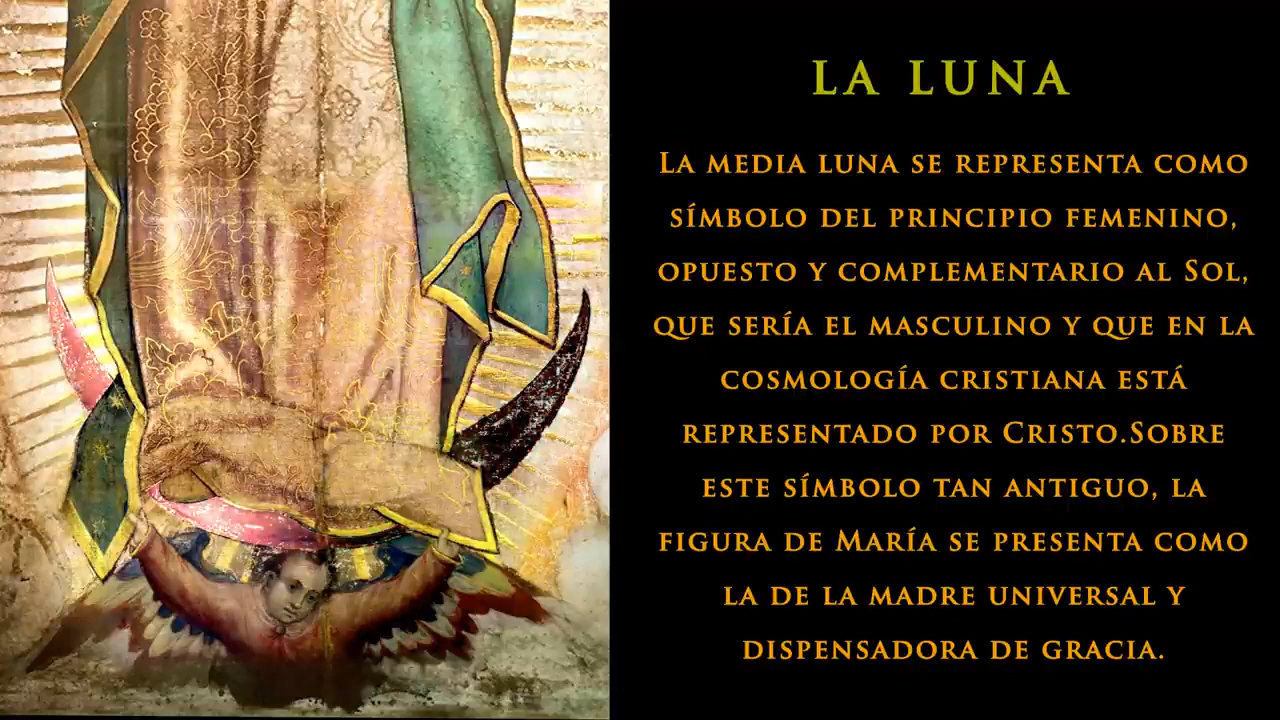 LA LUNA
La media luna se representa como
símbolo del principio femenino,
opuesto y complementario al Sol,
que sería el masculino y que en la
cosmología cristiana está
representado por Cristo.Sobre
este símbolo tan antiguo, la
figura de María se presenta como
la de la madre universal y
dispensadora de gracia.